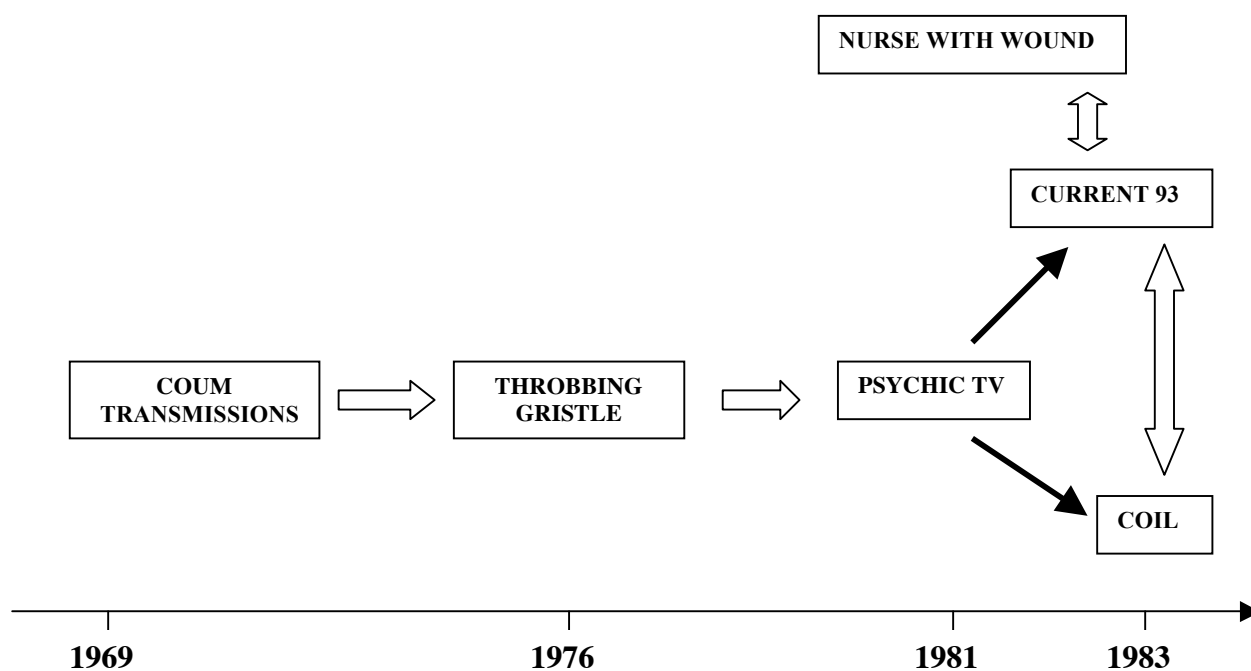 NURSE WITH WOUND
CURRENT 93
COUM
TRANSMISSIONS
THROBBING
GRISTLE
PSYCHIC TV
COIL
1969
1976
1981
1983